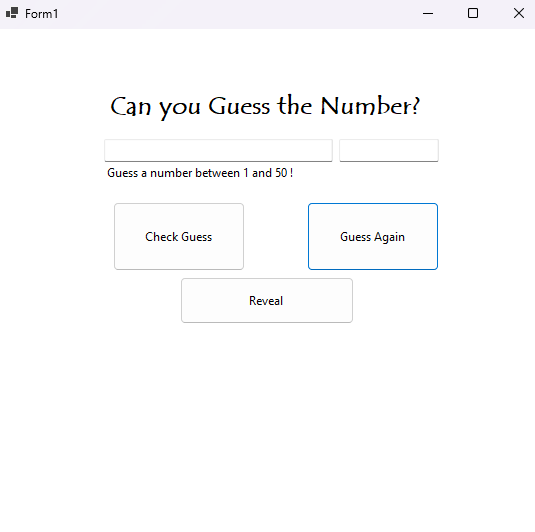 Form1
Can you Guess the Number?
Guess a number between 1 and 50 !
Check Guess
Guess Again
Reveal